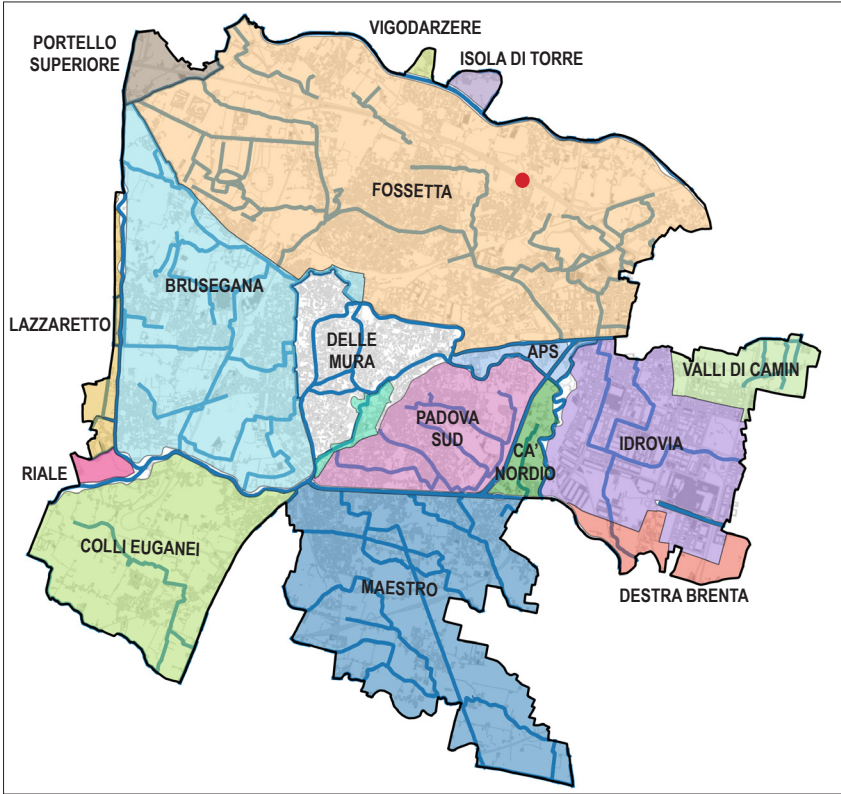 VIGODARZERE
PORTELLO
SUPERIORE
ISOLA DI TORRE
FOSSETTA
BRUSEGANA
LAZZARETTO
DELLE
MURA
APS
VALLI DI CAMIN
PADOVA
SUD
IDROVIA
CA'
NORDIO
RIALE
COLLI EUGANEI
MAESTRO
DESTRA BRENTA